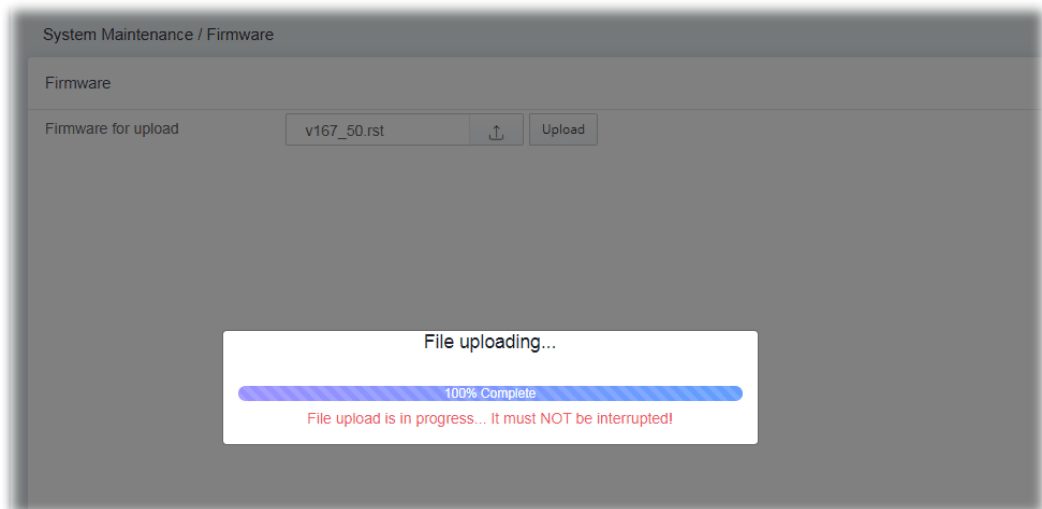 System Maintenance / Firmware
Firmware
Firmware for upload v167_50.rst Upload
File uploading...
100% Complete
File upload is in progress... It must NOT be interrupted!